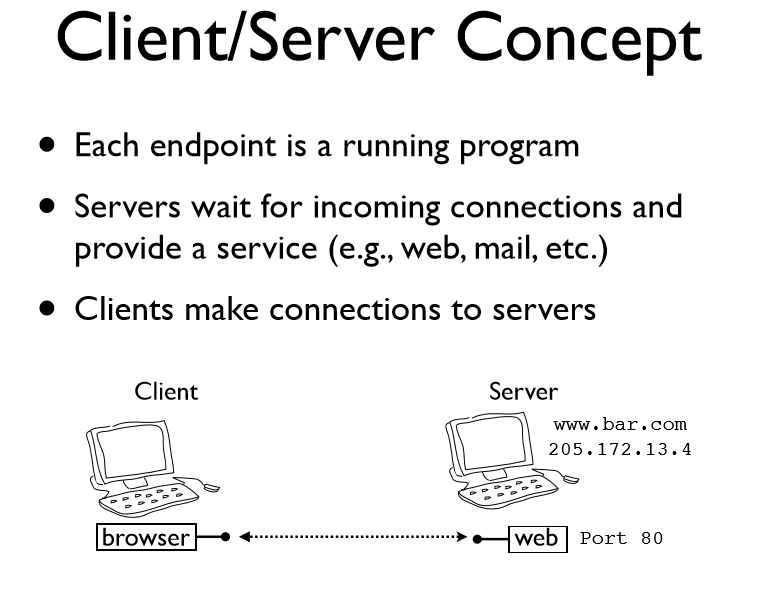 Client/Server Concept
• Each endpoint is a running program
• Servers wait for incoming connections and
provide a service (e.g., web, mail, etc.)
• Clients make connections to servers
Client
Server
www.bar.com
205.172.13.4
browser
web
Port 80